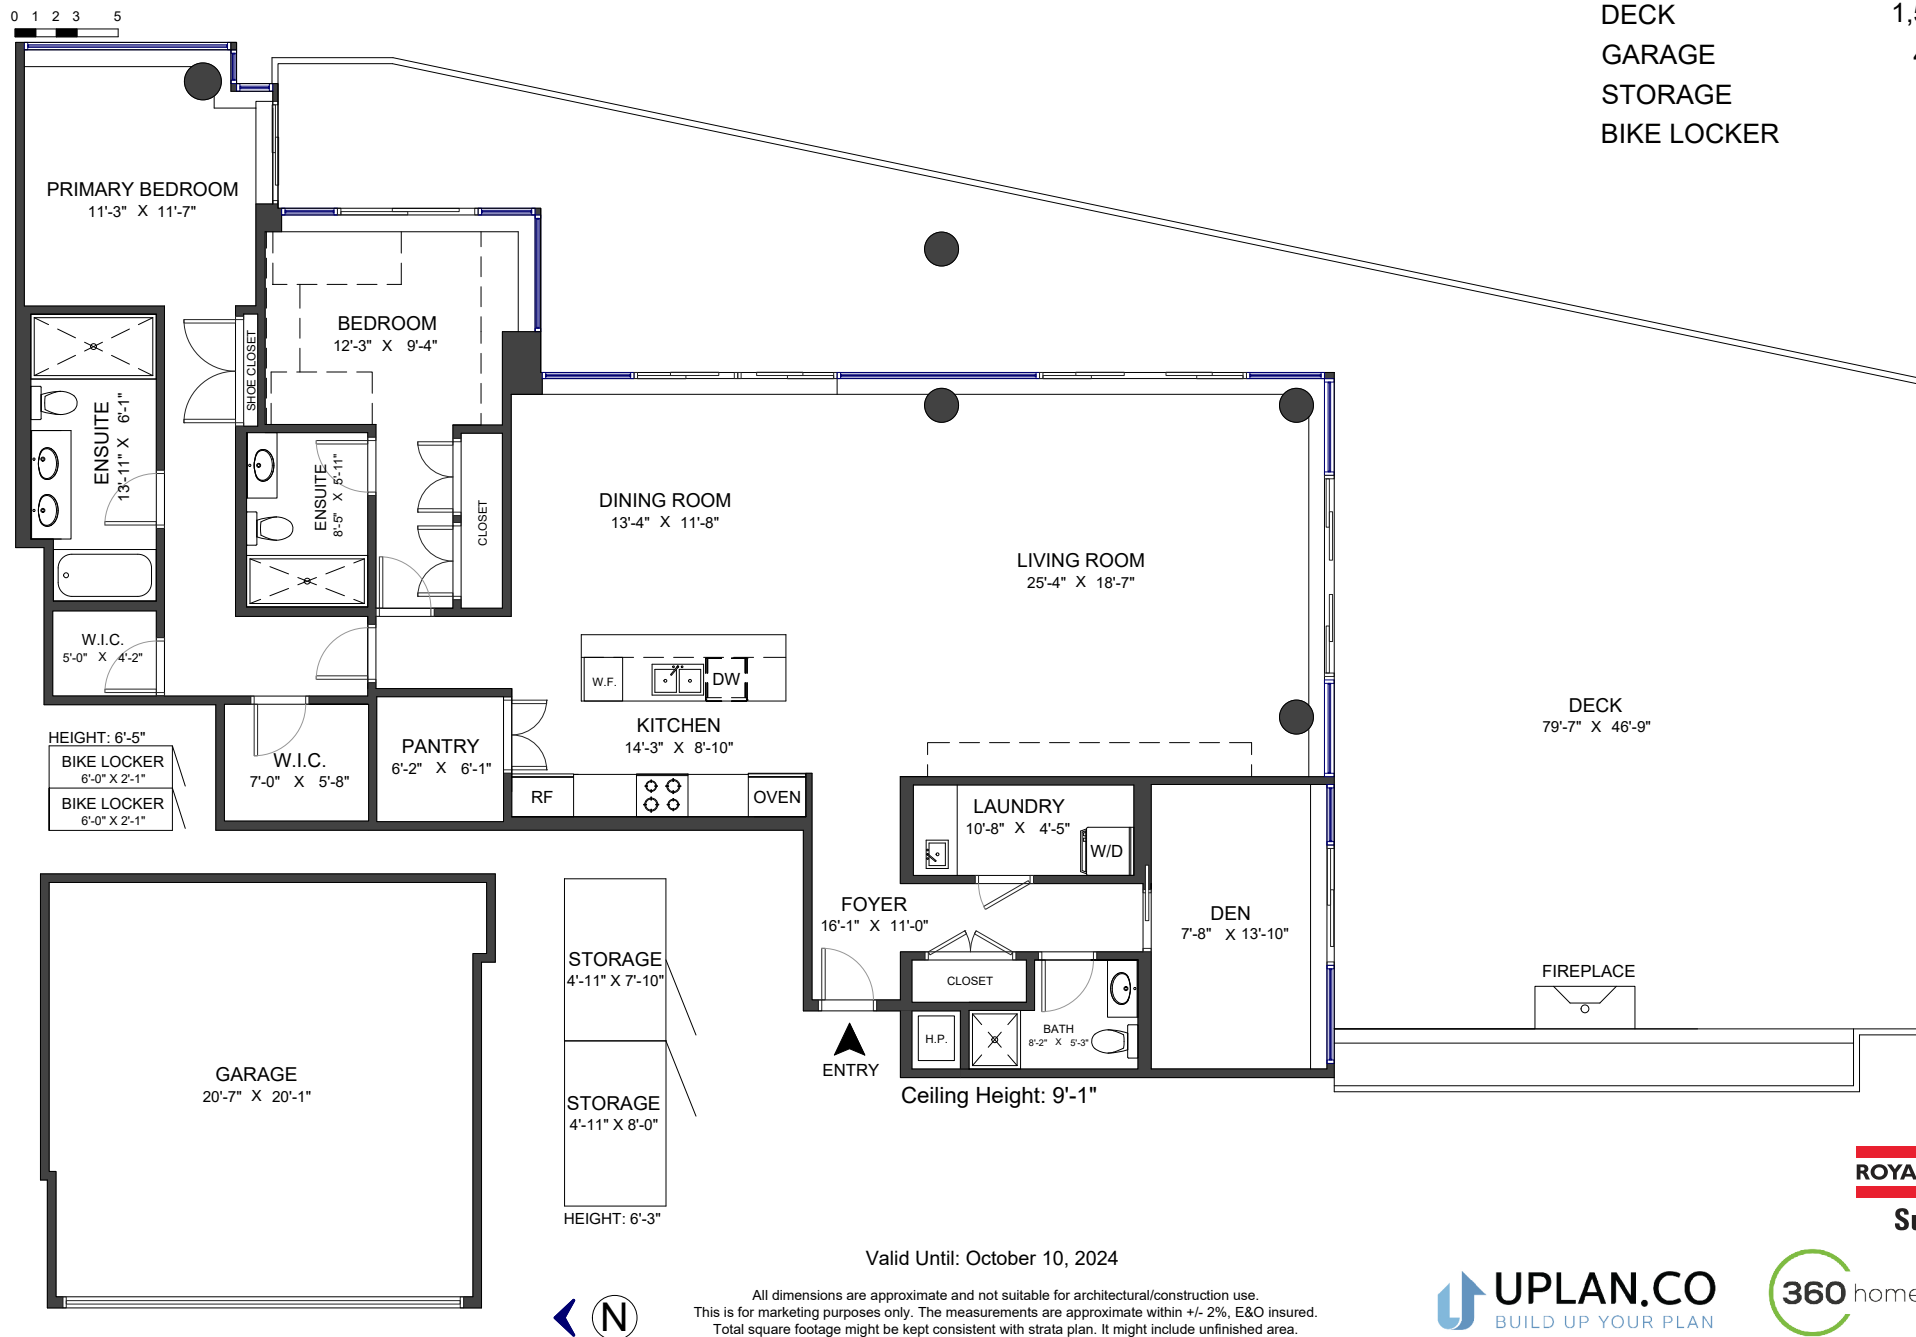 0 1 2 3 5
DECK
GARAGE
STORAGE
BIKE LOCKER
PRIMARY BEDROOM
11'-3" X 11'-7"
BEDROOM
12'-3" X 9'-4"
SHOE CLOSET
ENSUITE
13'-11" X 6'-1"
ENSUITE
8'-5" X 5'-11"
CLOSET
DINING ROOM
13'-4" X 11'-8"
LIVING ROOM
25'-4" X 18'-7"
W.I.C.
5'-0" X 4'-2"
W.F.
DW
KITCHEN
14'-3" X 8'-10"
DECK
79'-7" X 46'-9"
HEIGHT: 6'-5"
BIKE LOCKER
6'-0" X 2'-1"
BIKE LOCKER
6'-0" X 2'-1"
W.I.C.
7'-0" X 5'-8"
PANTRY
6'-2" X 6'-1"
RF
OVEN
LAUNDRY
10'-8" X 4'-5"
W/D
FOYER
16'-1" X 11'-0"
DEN
7'-8" X 13'-10"
STORAGE
4'-11" X 7'-10"
CLOSET
FIREPLACE
H.P.
BATH
8'-2" X 5'-3"
ENTRY
Ceiling Height: 9'-1"
GARAGE
20'-7" X 20'-1"
STORAGE
4'-11" X 8'-0"
HEIGHT: 6'-3"
Valid Until: October 10, 2024
All dimensions are approximate and not suitable for architectural/construction use.
This is for marketing purposes only. The measurements are approximate within +/- 2%, E&O insured.
Total square footage might be kept consistent with strata plan. It might include unfinished area.
N
UPLAN.CO
BUILD UP YOUR PLAN
360 home